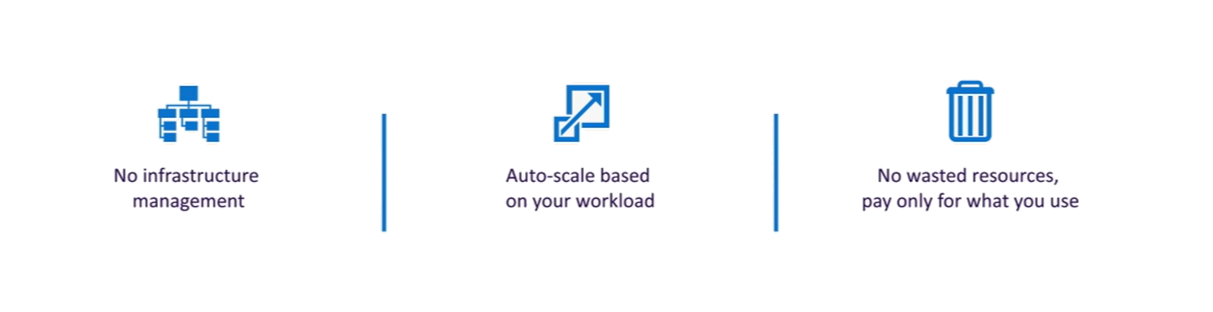 No infrastructure
management
Auto-scale based
on your workload
No wasted resources,
pay only for what you use